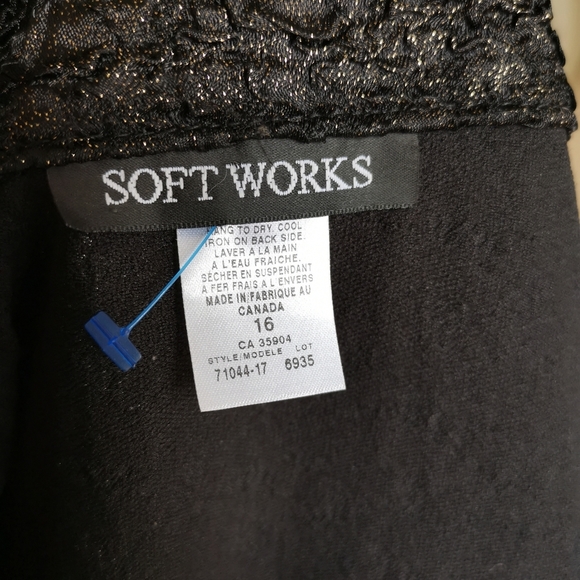 SOFT WORKS
HANG TO DRY. COOL
IRON ON BACK SIDE.
LAVER A LA MAIN
A L'EAU FRAICHE.
SÉCHER EN SUSPENDANT
A FER FRAIS A L'ENVERS
MADE IN/FABRIQUE AU
CANADA
16
CA 35904
STYLE/MODELE LOT
71044-17 6935